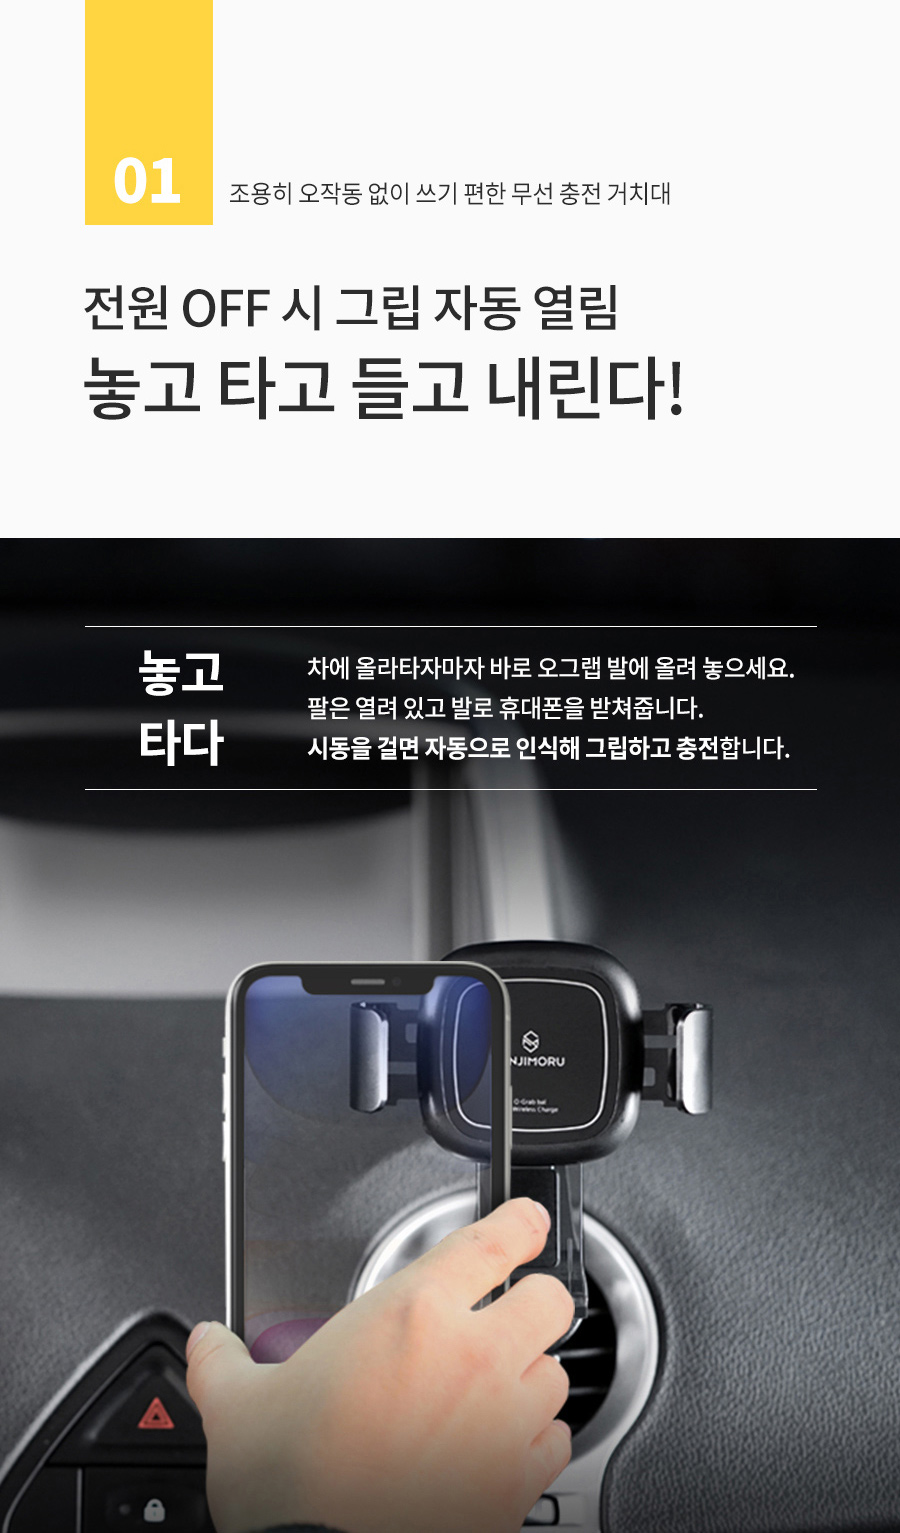 01
조용히 오작동 없이 쓰기 편한 무선 충전 거치대
전원 OFF 시 그립 자동 열림
놓고 타고 들고 내린다!
놓고
타다
차에 올라타자마자 바로 오그랩 발에 올려 놓으세요.
팔은 열려 있고 발로 휴대폰을 받쳐줍니다.
시동을 걸면 자동으로 인식해 그립하고 충전합니다.
NJIMORU
O-Grab bal
Wireless Charge